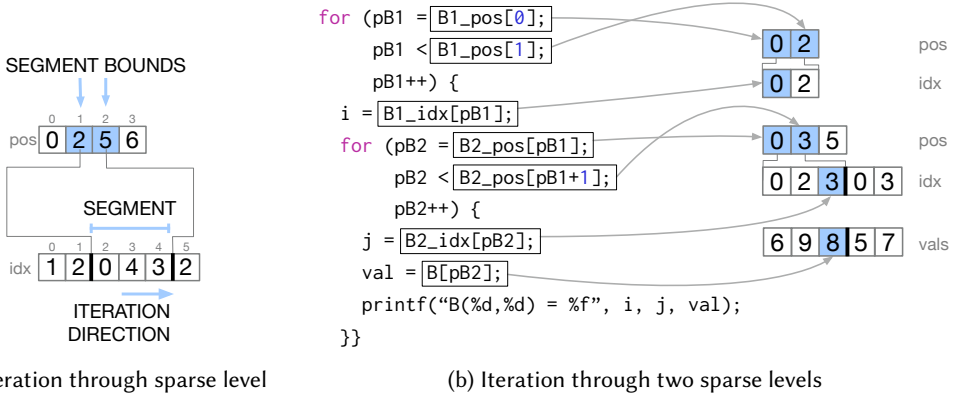 SEGMENT BOUNDS
0 1 2 3
pos 0 2 5 6
SEGMENT
0 1 2 3 4 5
idx 1 2 0 4 3 2
ITERATION
DIRECTION
eration through sparse level
for (pB1 = B1_pos[0];
pB1 < B1_pos[1];
pB1++) {
i = B1_idx[pB1];
for (pB2 = B2_pos[pB1];
pB2 < B2_pos[pB1+1];
pB2++) {
j = B2_idx[pB2];
val = B[pB2];
printf(“B(%d,%d) = %f”, i, j, val);
}}
0 2 pos
0 2 idx
0 3 5 pos
0 2 3 0 3 idx
6 9 8 5 7 vals
(b) Iteration through two sparse levels